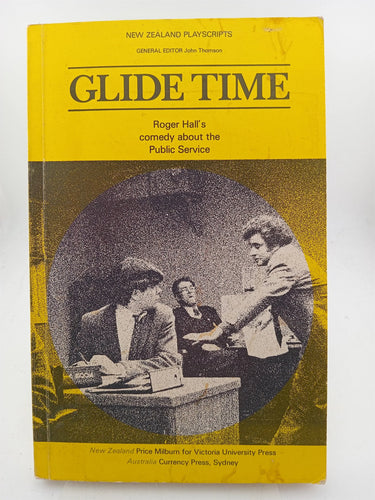 NEW ZEALAND PLAYSCRIPTS
GENERAL EDITOR John Thomson
GLIDE TIME
Roger Hall's
comedy about the
Public Service
New Zealand Price Milburn for Victoria University Press
Australia Currency Press, Sydney